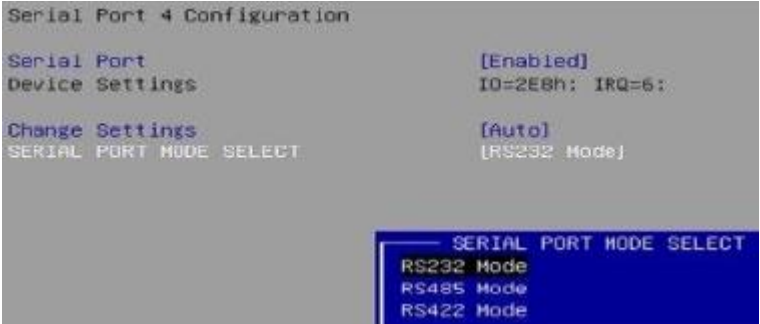 Serial Port 4 Configuration
Serial Port [Enabled]
Device Settings IO=2E8h; IRQ=6;
Change Settings [Auto]
SERIAL PORT MODE SELECT [RS232 Mode]
SERIAL PORT MODE SELECT
RS232 Mode
RS485 Mode
RS422 Mode